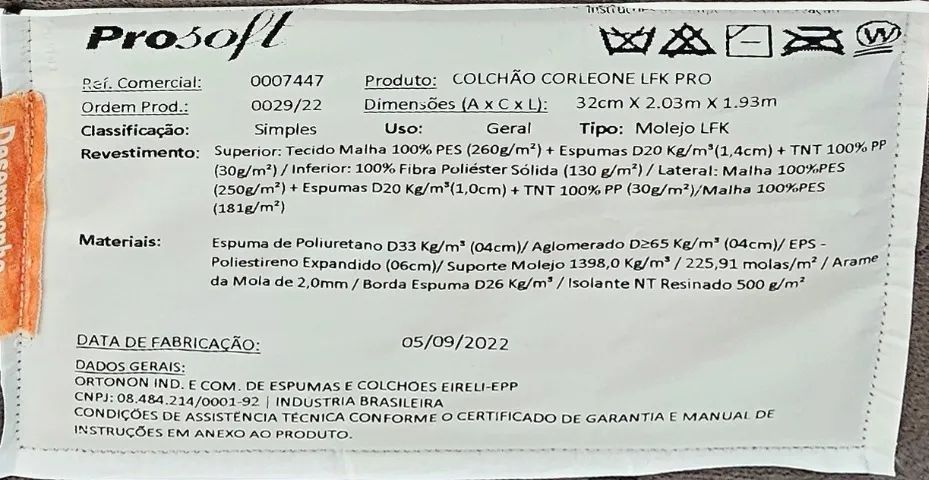 Prosoft
Ref. Comercial: 0007447 Produto: COLCHÃO CORLEONE LFK PRO
Ordem Prod.: 0029/22 Dimensões (A x C x L): 32cm X 2.03m X 1.93m
Classificação: Simples Uso: Geral Tipo: Molejo LFK
Revestimento: Superior: Tecido Malha 100% PES (260g/m²) + Espumas D20 Kg/m³(1,4cm) + TNT 100% PP
(30g/m²) / Inferior: 100% Fibra Poliéster Sólida (130 g/m²) / Lateral: Malha 100%PES
(250g/m²) + Espumas D20 Kg/m³(1,0cm) + TNT 100% PP (30g/m²)/Malha 100%PES
(181g/m²)
Materiais: Espuma de Poliuretano D33 Kg/m³ (04cm)/ Aglomerado D≥65 Kg/m³ (04cm)/ EPS -
Poliestireno Expandido (06cm)/ Suporte Molejo 1398,0 Kg/m³ / 225,91 molas/m² / Arame
da Mola de 2,0mm / Borda Espuma D26 Kg/m³ / Isolante NT Resinado 500 g/m²
DATA DE FABRICAÇÃO: 05/09/2022
DADOS GERAIS:
ORTONON IND. E COM. DE ESPUMAS E COLCHOES EIRELI-EPP
CNPJ: 08.484.214/0001-92 | INDUSTRIA BRASILEIRA
CONDIÇÕES DE ASSISTÊNCIA TÉCNICA CONFORME O CERTIFICADO DE GARANTIA E MANUAL DE
INSTRUÇÕES EM ANEXO AO PRODUTO.